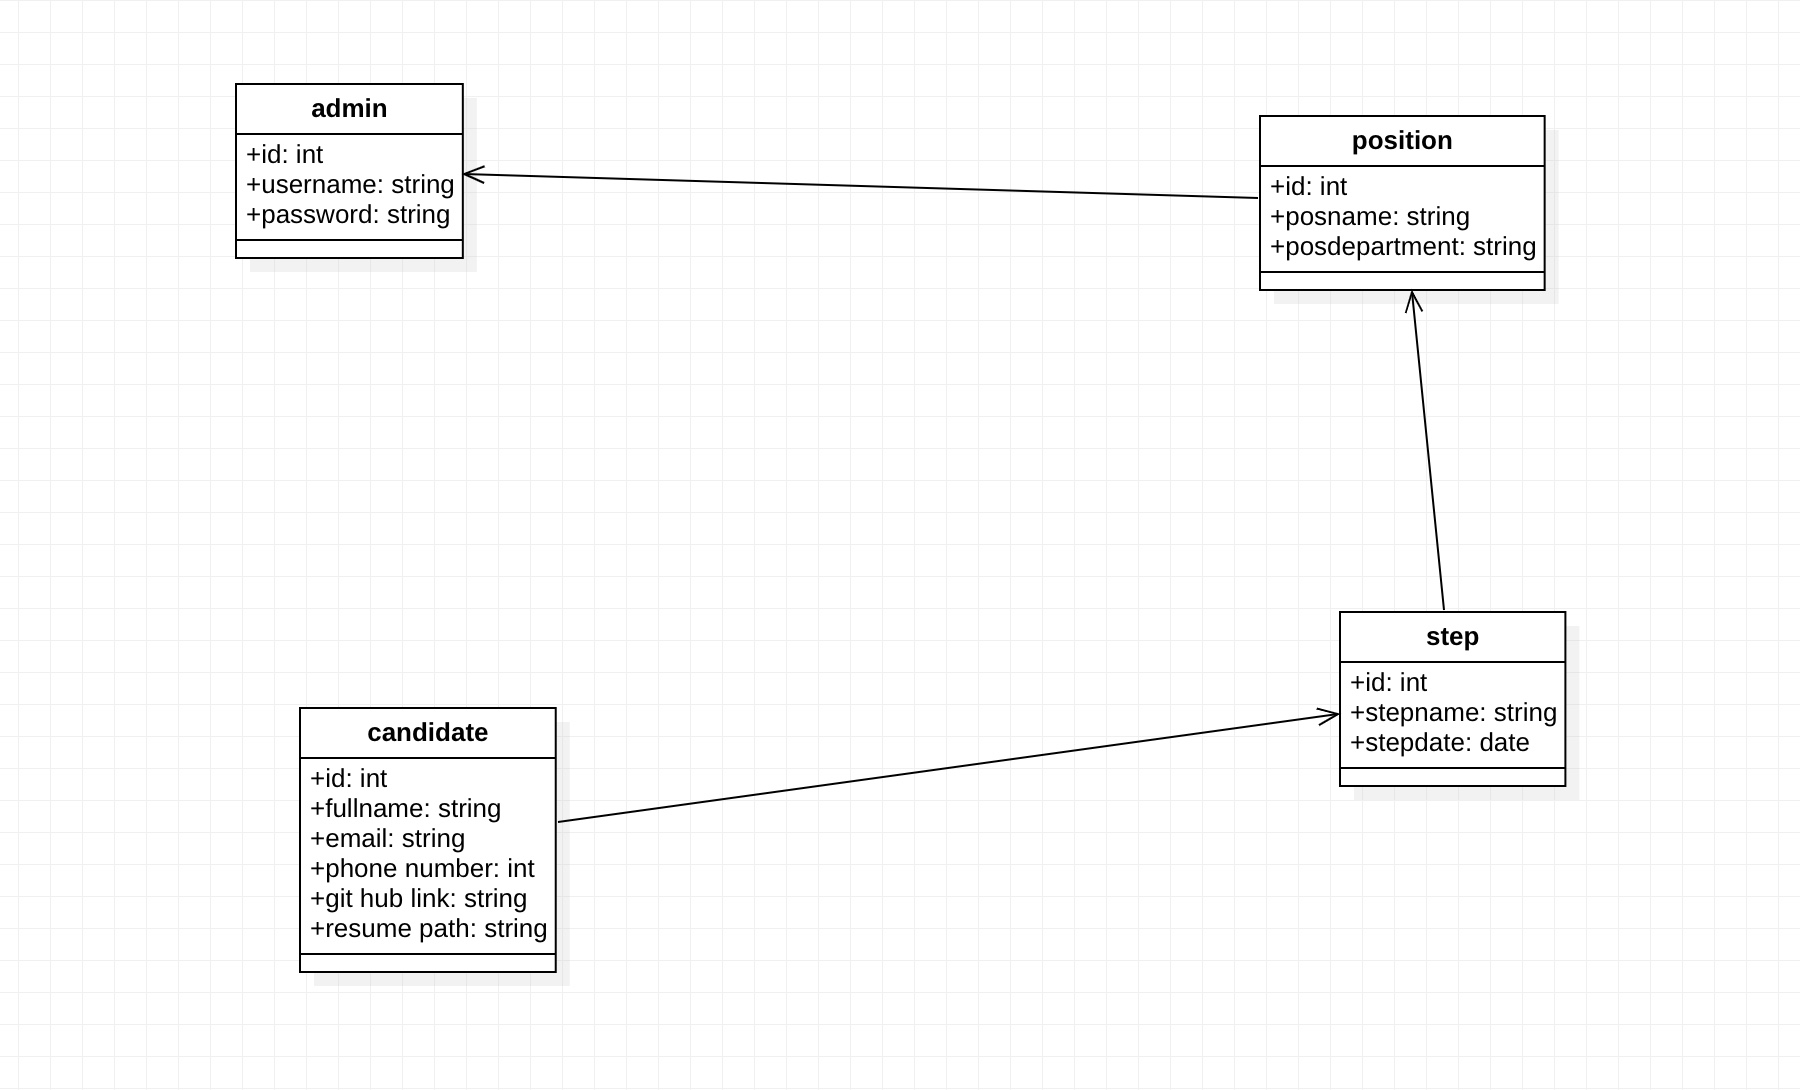 admin
+id: int
+username: string
+password: string
position
+id: int
+posname: string
+posdepartment: string
step
+id: int
+stepname: string
+stepdate: date
candidate
+id: int
+fullname: string
+email: string
+phone number: int
+git hub link: string
+resume path: string